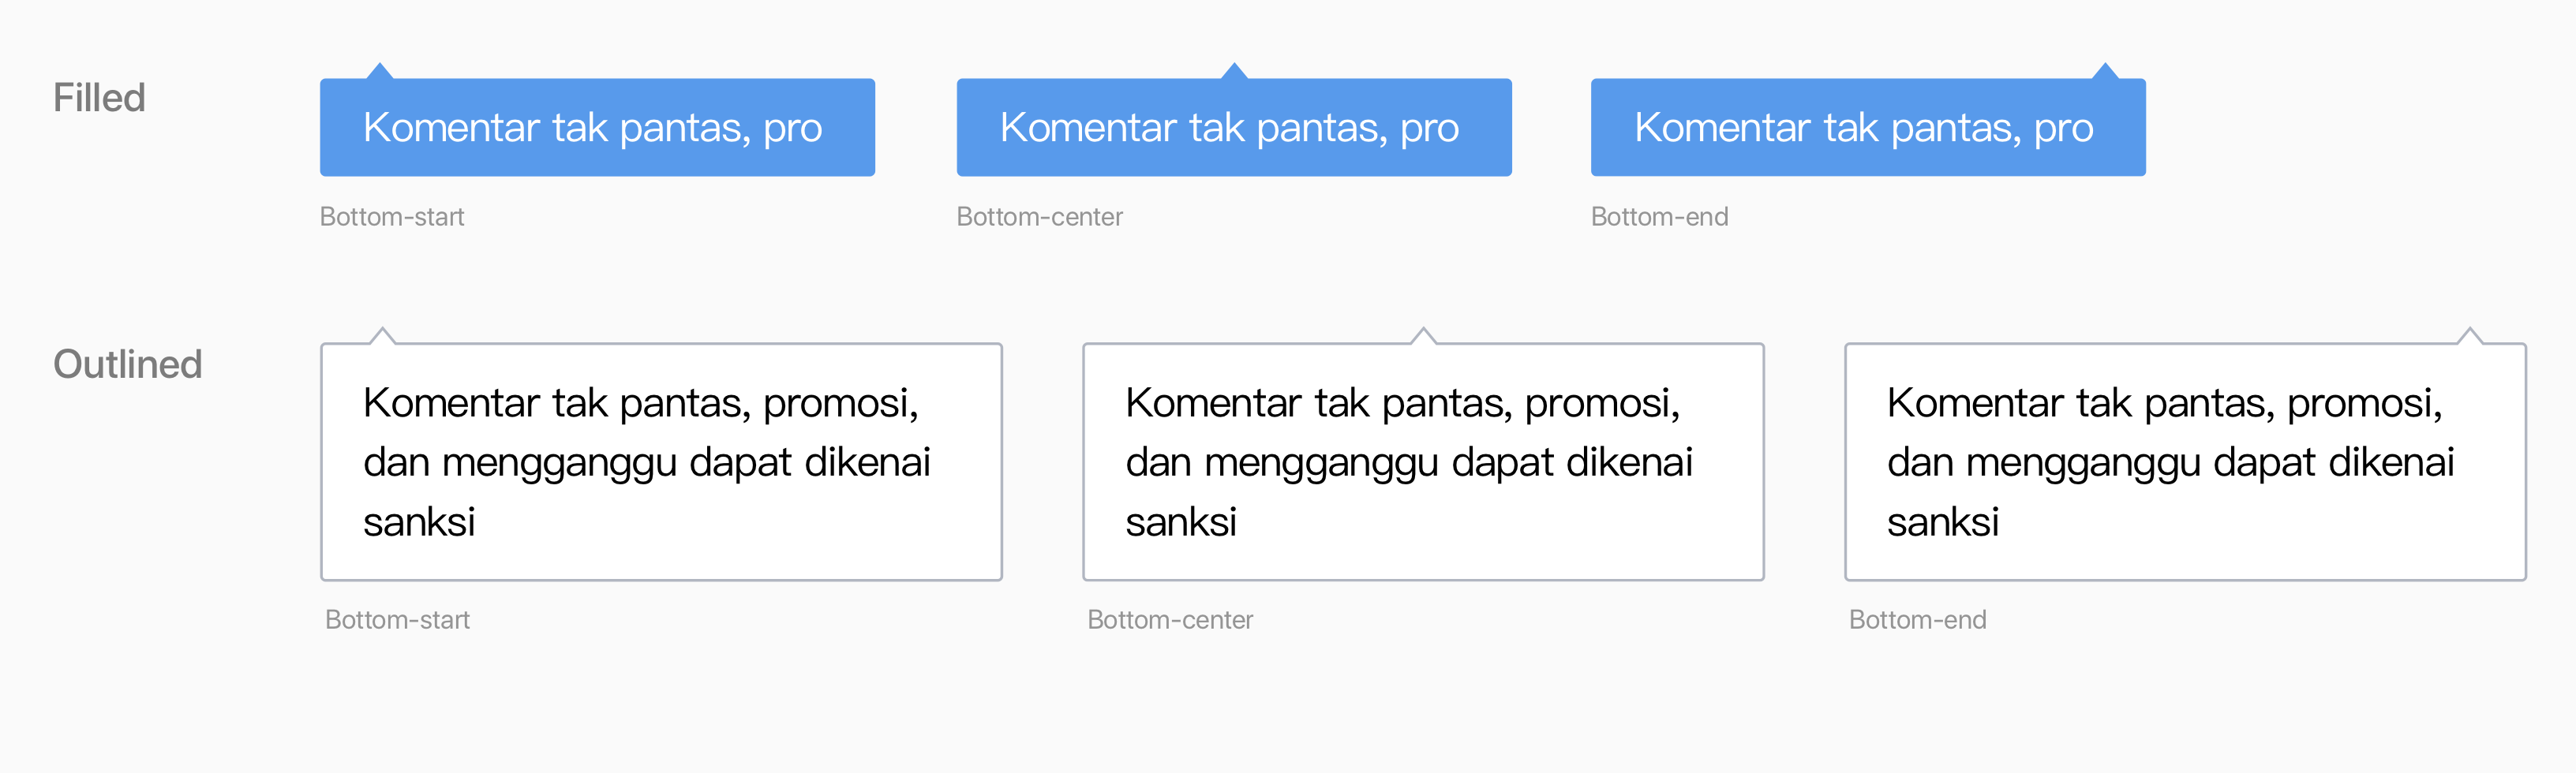 Filled
Komentar tak pantas, pro
Komentar tak pantas, pro
Komentar tak pantas, pro
Bottom-start
Bottom-center
Bottom-end
Outlined
Komentar tak pantas, promosi,
dan mengganggu dapat dikenai
sanksi
Komentar tak pantas, promosi,
dan mengganggu dapat dikenai
sanksi
Komentar tak pantas, promosi,
dan mengganggu dapat dikenai
sanksi
Bottom-start
Bottom-center
Bottom-end